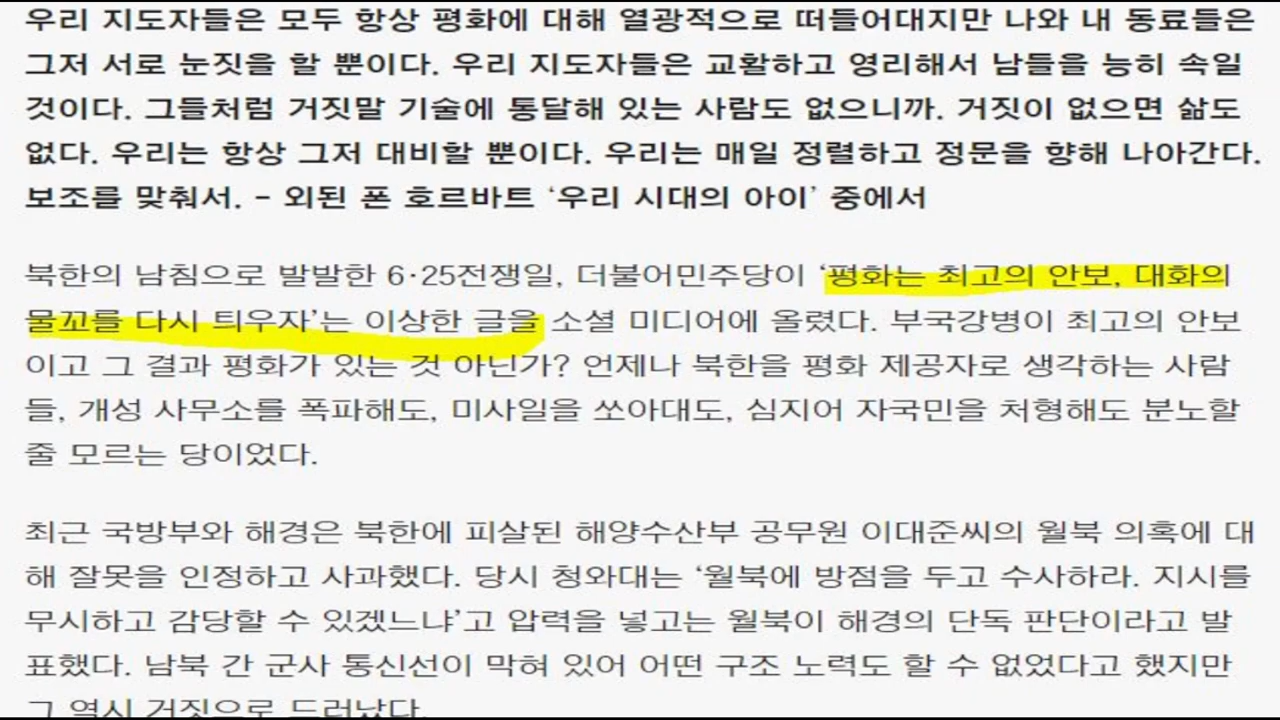 우리 지도자들은 모두 항상 평화에 대해 열광적으로 떠들어대지만 나와 내 동료들은
그저 서로 눈짓을 할 뿐이다. 우리 지도자들은 교활하고 영리해서 남들을 능히 속일
것이다. 그들처럼 거짓말 기술에 통달해 있는 사람도 없으니까. 거짓이 없으면 삶도
없다. 우리는 항상 그저 대비할 뿐이다. 우리는 매일 정렬하고 정문을 향해 나아간다.
보조를 맞춰서. - 외된 폰 호르바트 ‘우리 시대의 아이’ 중에서
북한의 남침으로 발발한 6·25전쟁일, 더불어민주당이 ‘평화는 최고의 안보, 대화의
물꼬를 다시 틔우자’는 이상한 글을 소셜 미디어에 올렸다. 부국강병이 최고의 안보
이고 그 결과 평화가 있는 것 아닌가? 언제나 북한을 평화 제공자로 생각하는 사람
들, 개성 사무소를 폭파해도, 미사일을 쏘아대도, 심지어 자국민을 처형해도 분노할
줄 모르는 당이었다.
최근 국방부와 해경은 북한에 피살된 해양수산부 공무원 이대준씨의 월북 의혹에 대
해 잘못을 인정하고 사과했다. 당시 청와대는 ‘월북에 방점을 두고 수사하라. 지시를
무시하고 감당할 수 있겠느냐’고 압력을 넣고는 월북이 해경의 단독 판단이라고 발
표했다. 남북 간 군사 통신선이 막혀 있어 어떤 구조 노력도 할 수 없었다고 했지만
그 역시 거짓으로 드러났다.